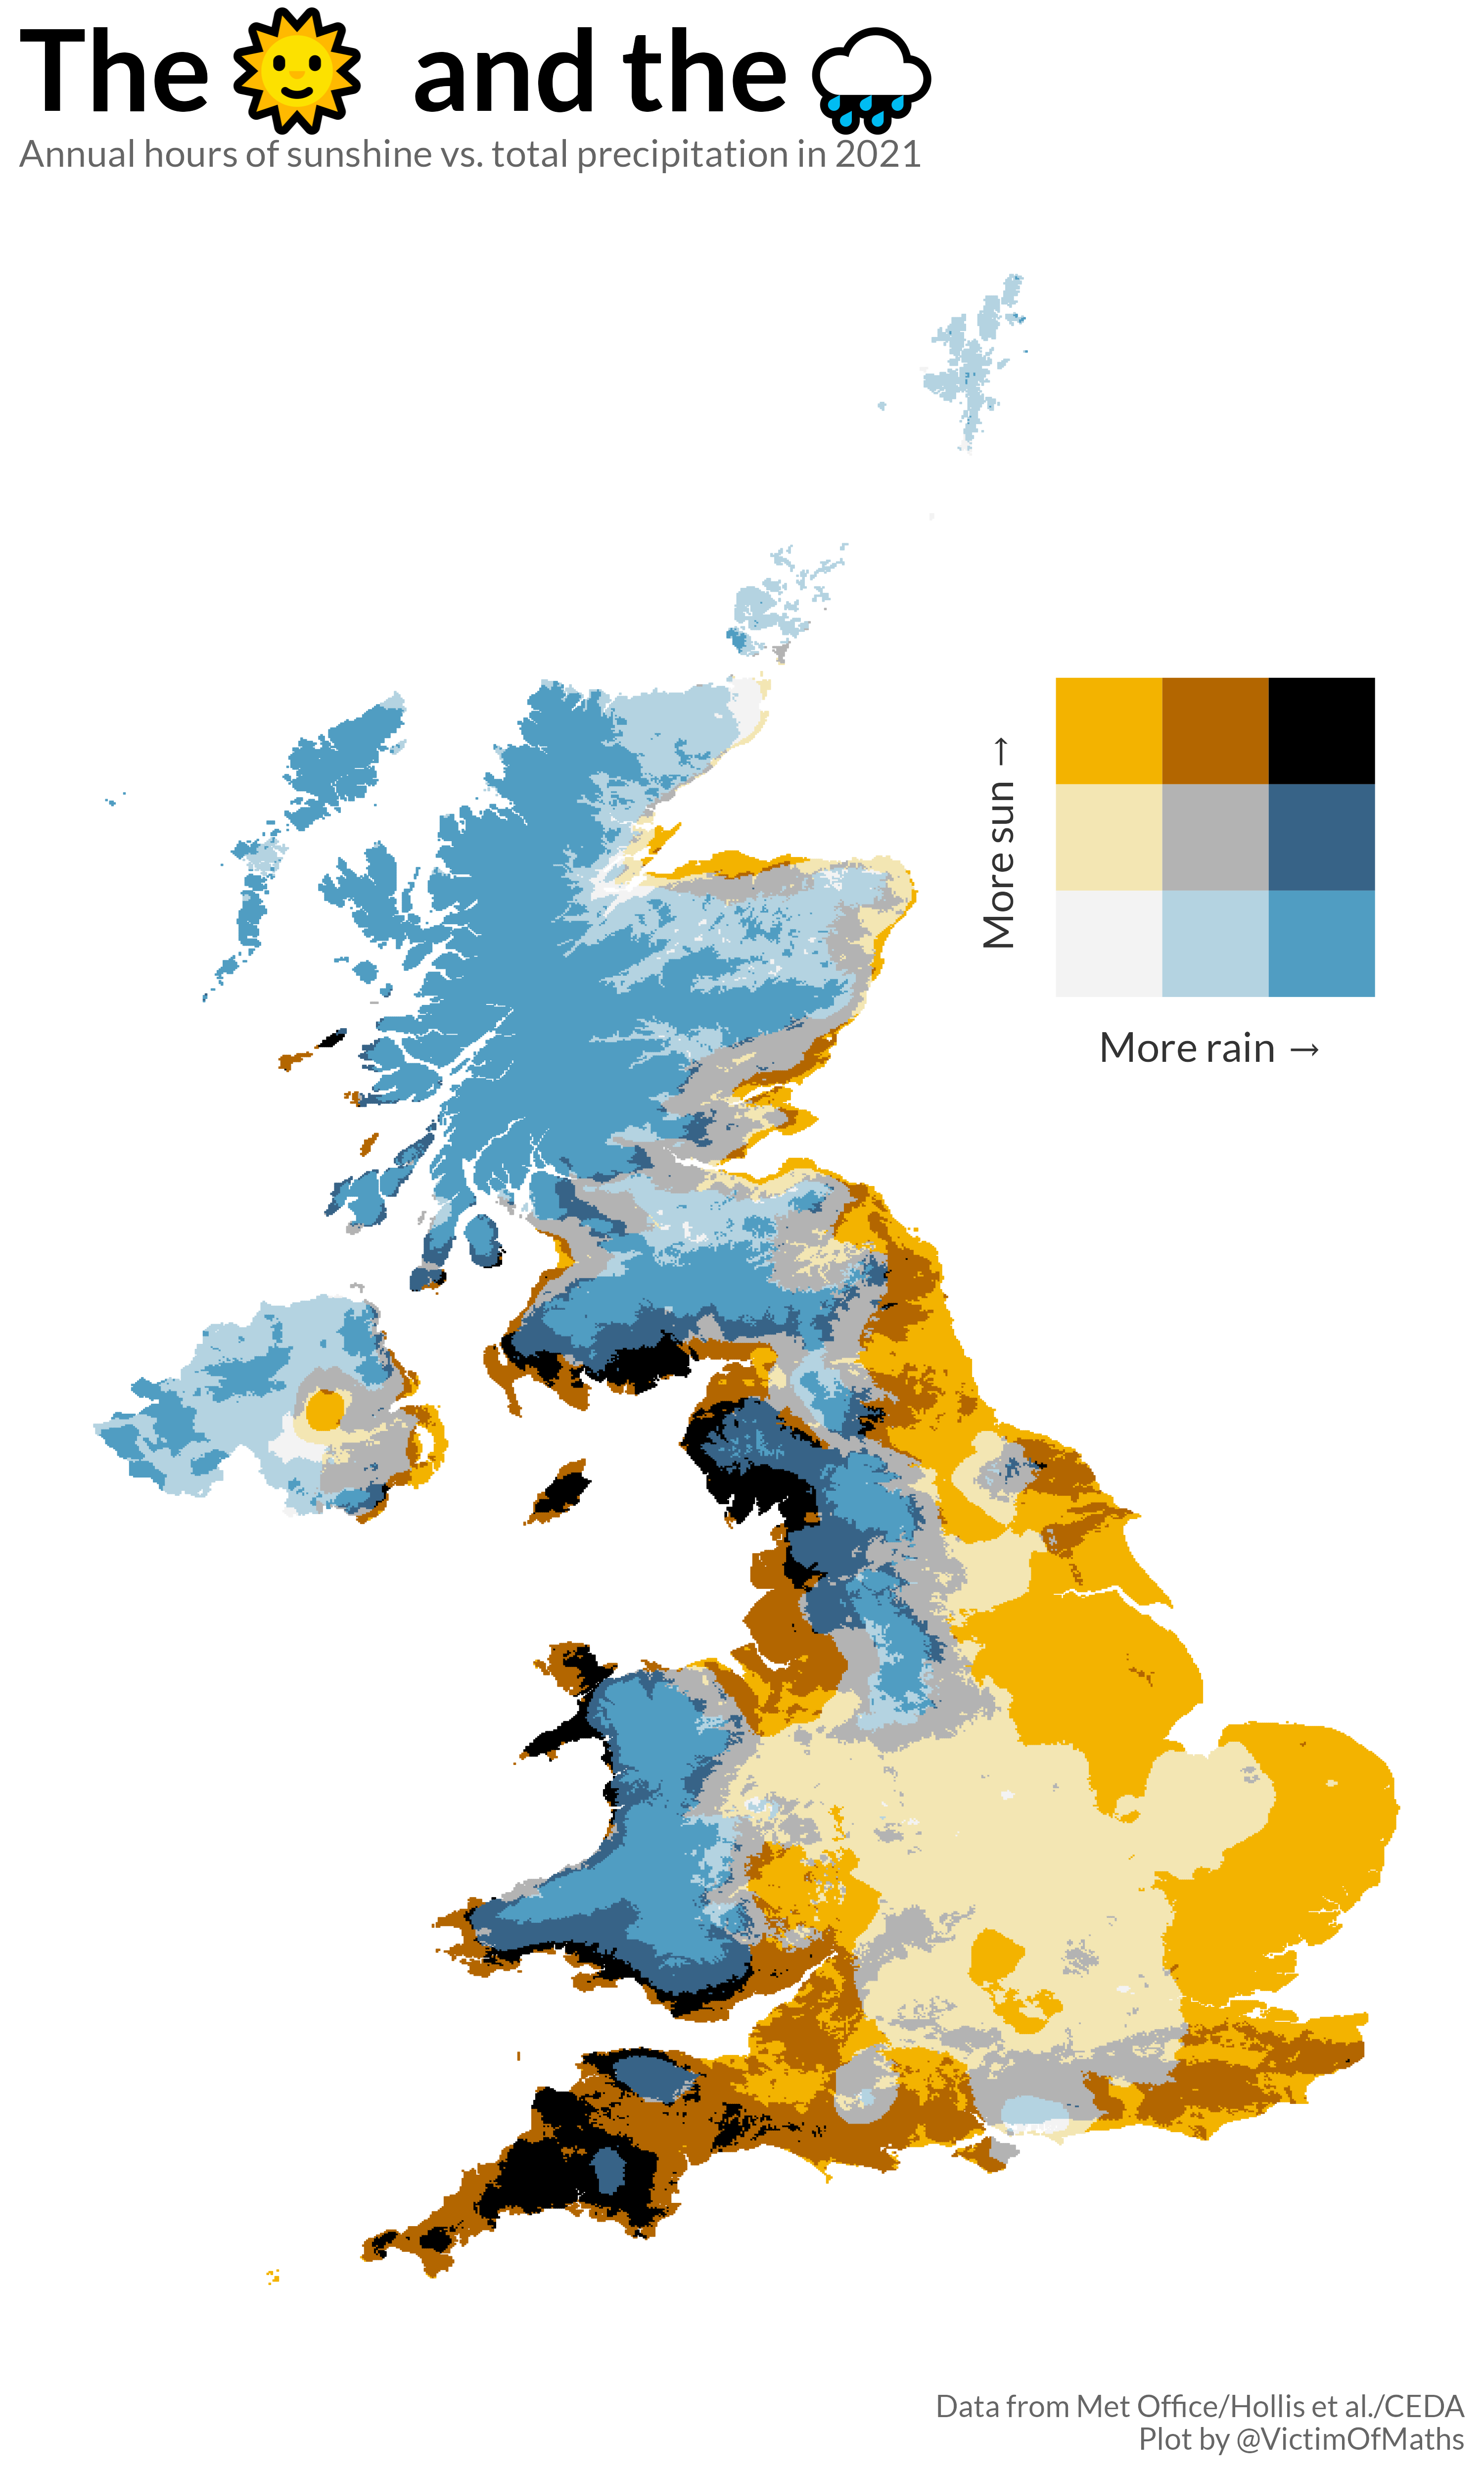 The 🌞 and the 🌧
Annual hours of sunshine vs. total precipitation in 2021
More sun →
More rain →
Data from Met Office/Hollis et al./CEDA
Plot by @VictimOfMaths